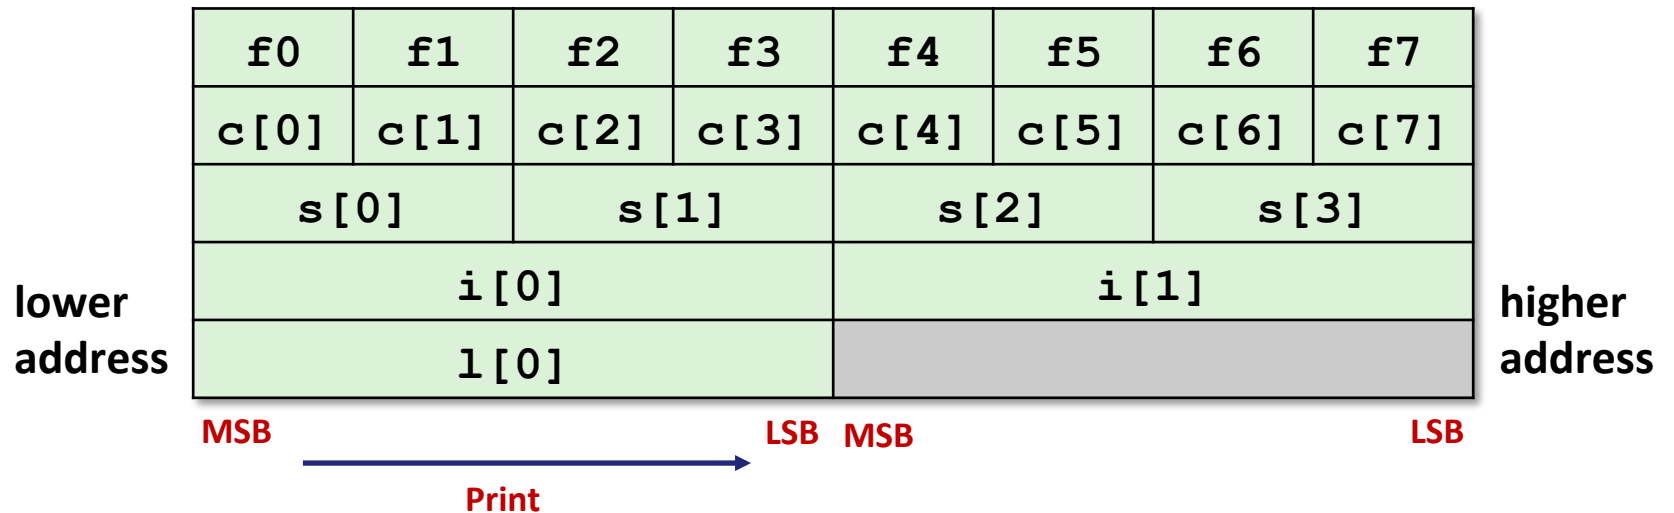 f0 f1 f2 f3 f4 f5 f6 f7
c[0] c[1] c[2] c[3] c[4] c[5] c[6] c[7]
s[0] s[1] s[2] s[3]
i[0] i[1]
l[0]
lower
address
higher
address
MSB LSB MSB LSB
Print